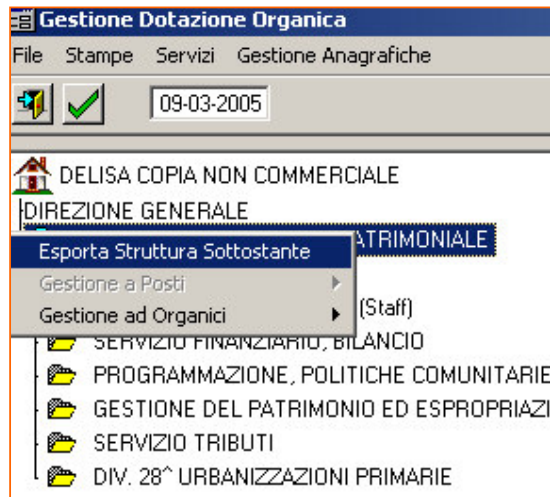 Gestione Dotazione Organica
File Stampe Servizi Gestione Anagrafiche
09-03-2005
DELISA COPIA NON COMMERCIALE
DIREZIONE GENERALE
ATRIMONIALE
Esporta Struttura Sottostante
Gestione a Posti
Gestione ad Organici
(Staff)
SERVIZIO FINANZIARIO, BILANCIO
PROGRAMMAZIONE, POLITICHE COMUNITARIE
GESTIONE DEL PATRIMONIO ED ESPROPRIAZI
SERVIZIO TRIBUTI
DIV. 28^ URBANIZZAZIONI PRIMARIE